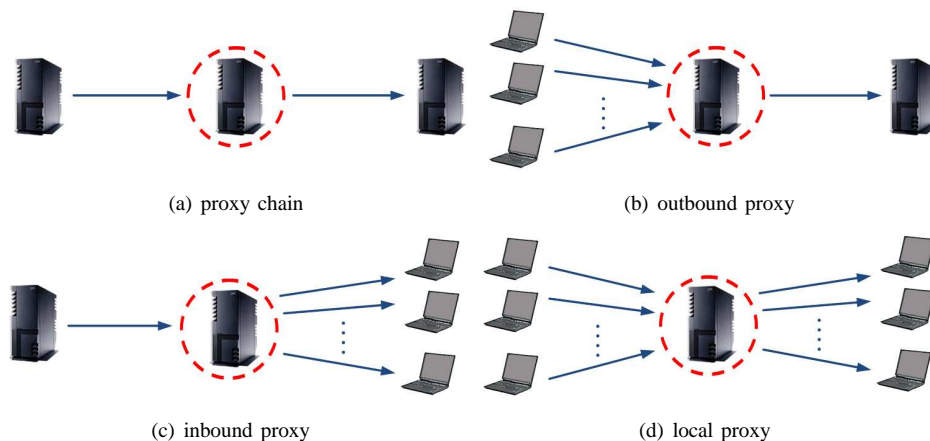 (a) proxy chain
(b) outbound proxy
(c) inbound proxy
(d) local proxy